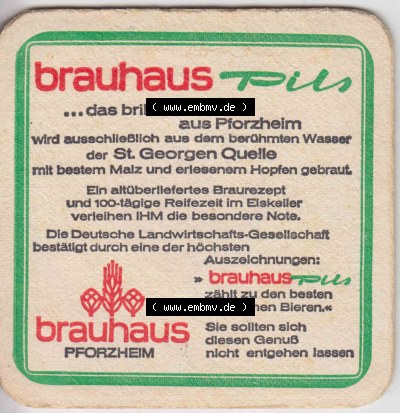 brauhaus Pils
...das
( www.embmv.de )
aus Pforzheim
wird ausschließlich aus dem berühmten Wasser
der St. Georgen Quelle
mit bestem Malz und erlesenem Hopfen gebraut.
Ein altüberliefertes Braurezept
und 100-tägige Reifezeit im Eiskeller
verleihen IHM die besondere Note.
Die Deutsche Landwirtschafts-Gesellschaft
bestätigt durch eine der höchsten
( www.embmv.de )
Auszeichnungen:
» brauhaus Pils
zählt zu den besten
( www.embmv.de )
Bieren.«
brauhaus
PFORZHEIM
Sie sollten sich
diesen Genuß
nicht entgehen lassen